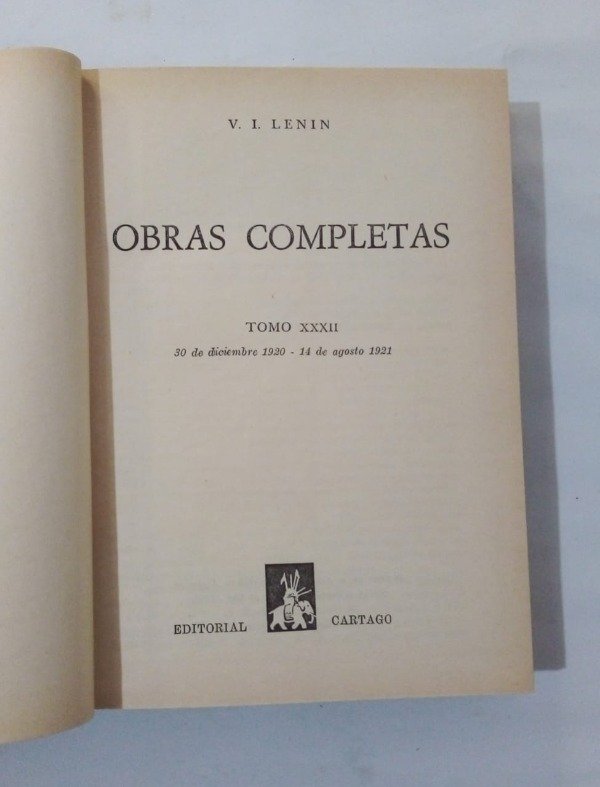 V. I. LENIN
OBRAS COMPLETAS
TOMO XXXII
30 de diciembre 1920 - 14 de agosto 1921
EDITORIAL CARTAGO